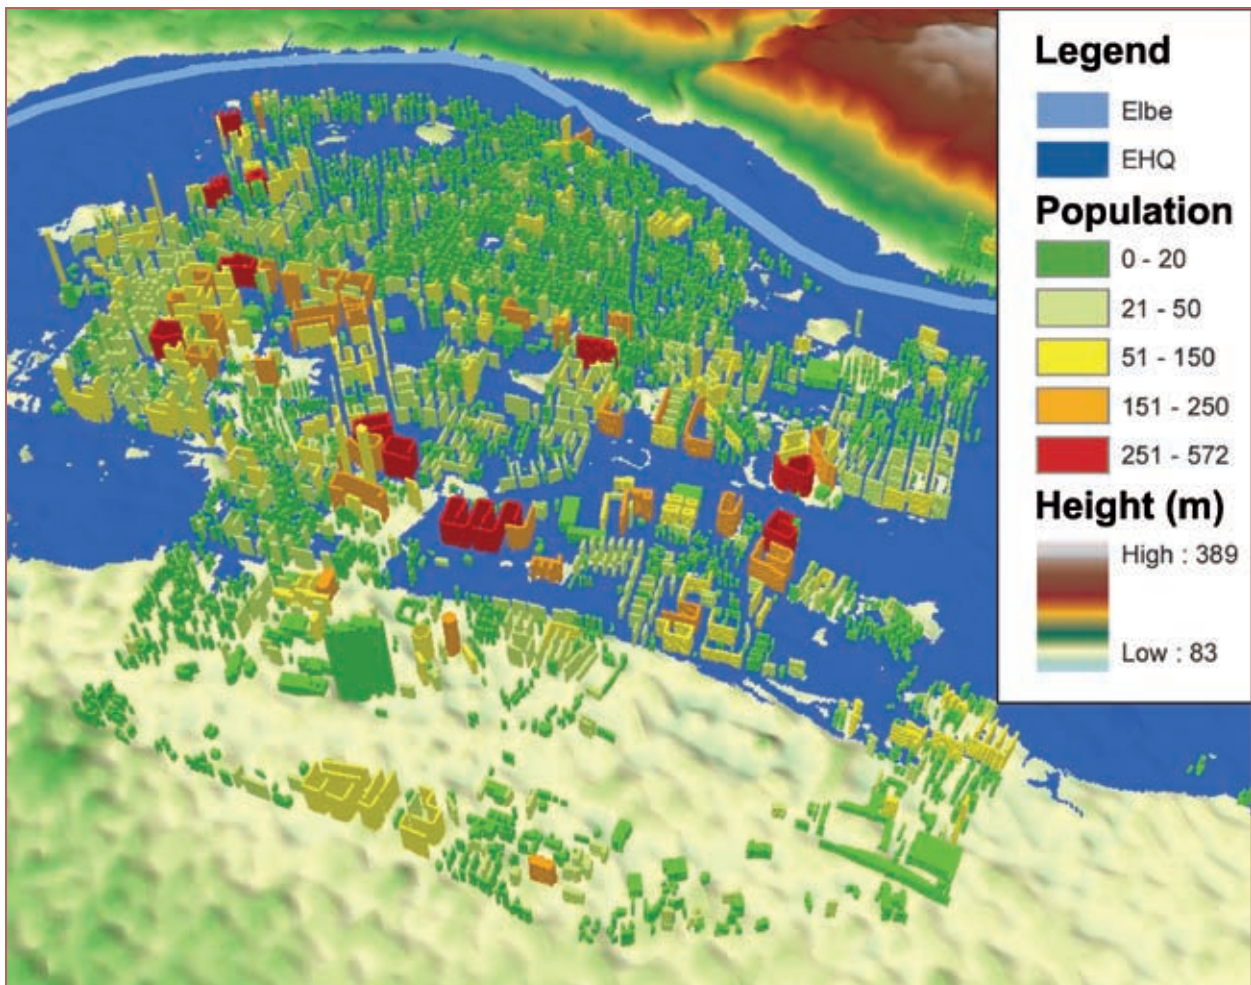 Legend
Elbe
EHQ
Population
0 - 20
21 - 50
51 - 150
151 - 250
251 - 572
Height (m)
High : 389
Low : 83